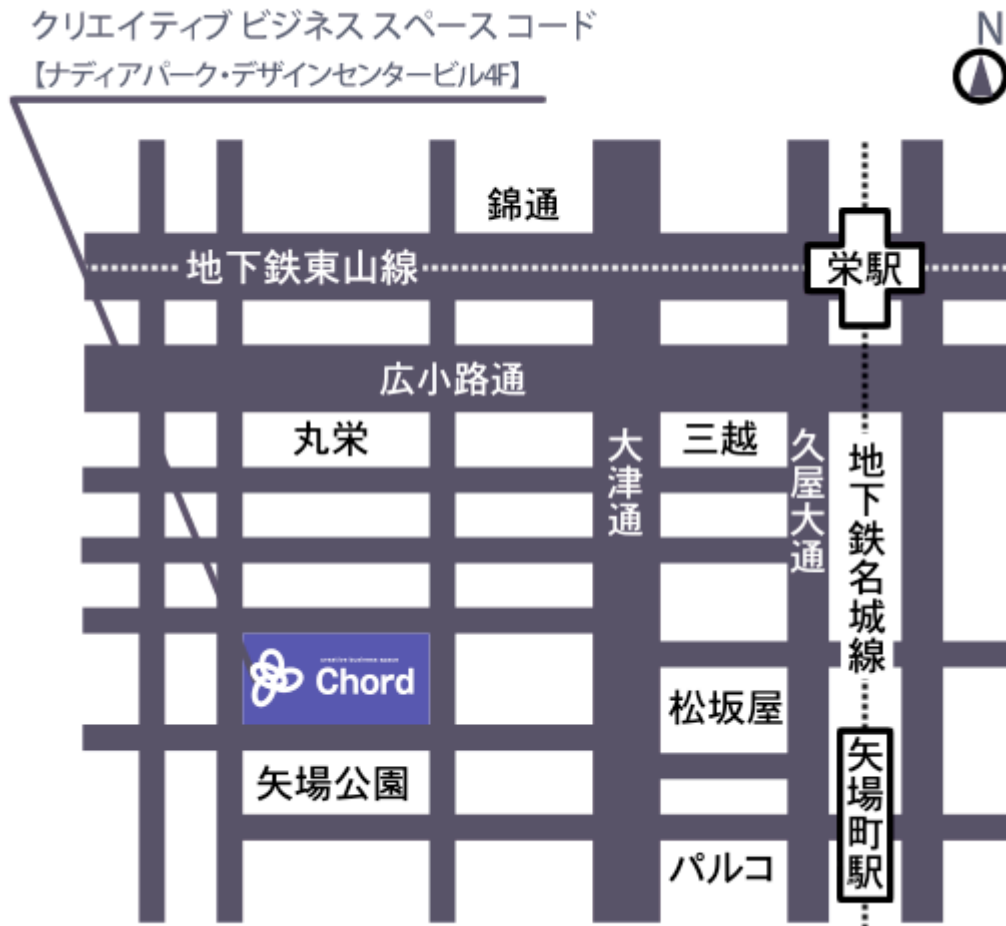 クリエイティブ ビジネス スペース コード
【ナディアパーク・デザインセンタービル4F】
N
錦通
地下鉄東山線
栄駅
広小路通
丸栄
三越
大津通
久屋大通
地下鉄名城線
creative business space
Chord
松坂屋
矢場町駅
矢場公園
パルコ